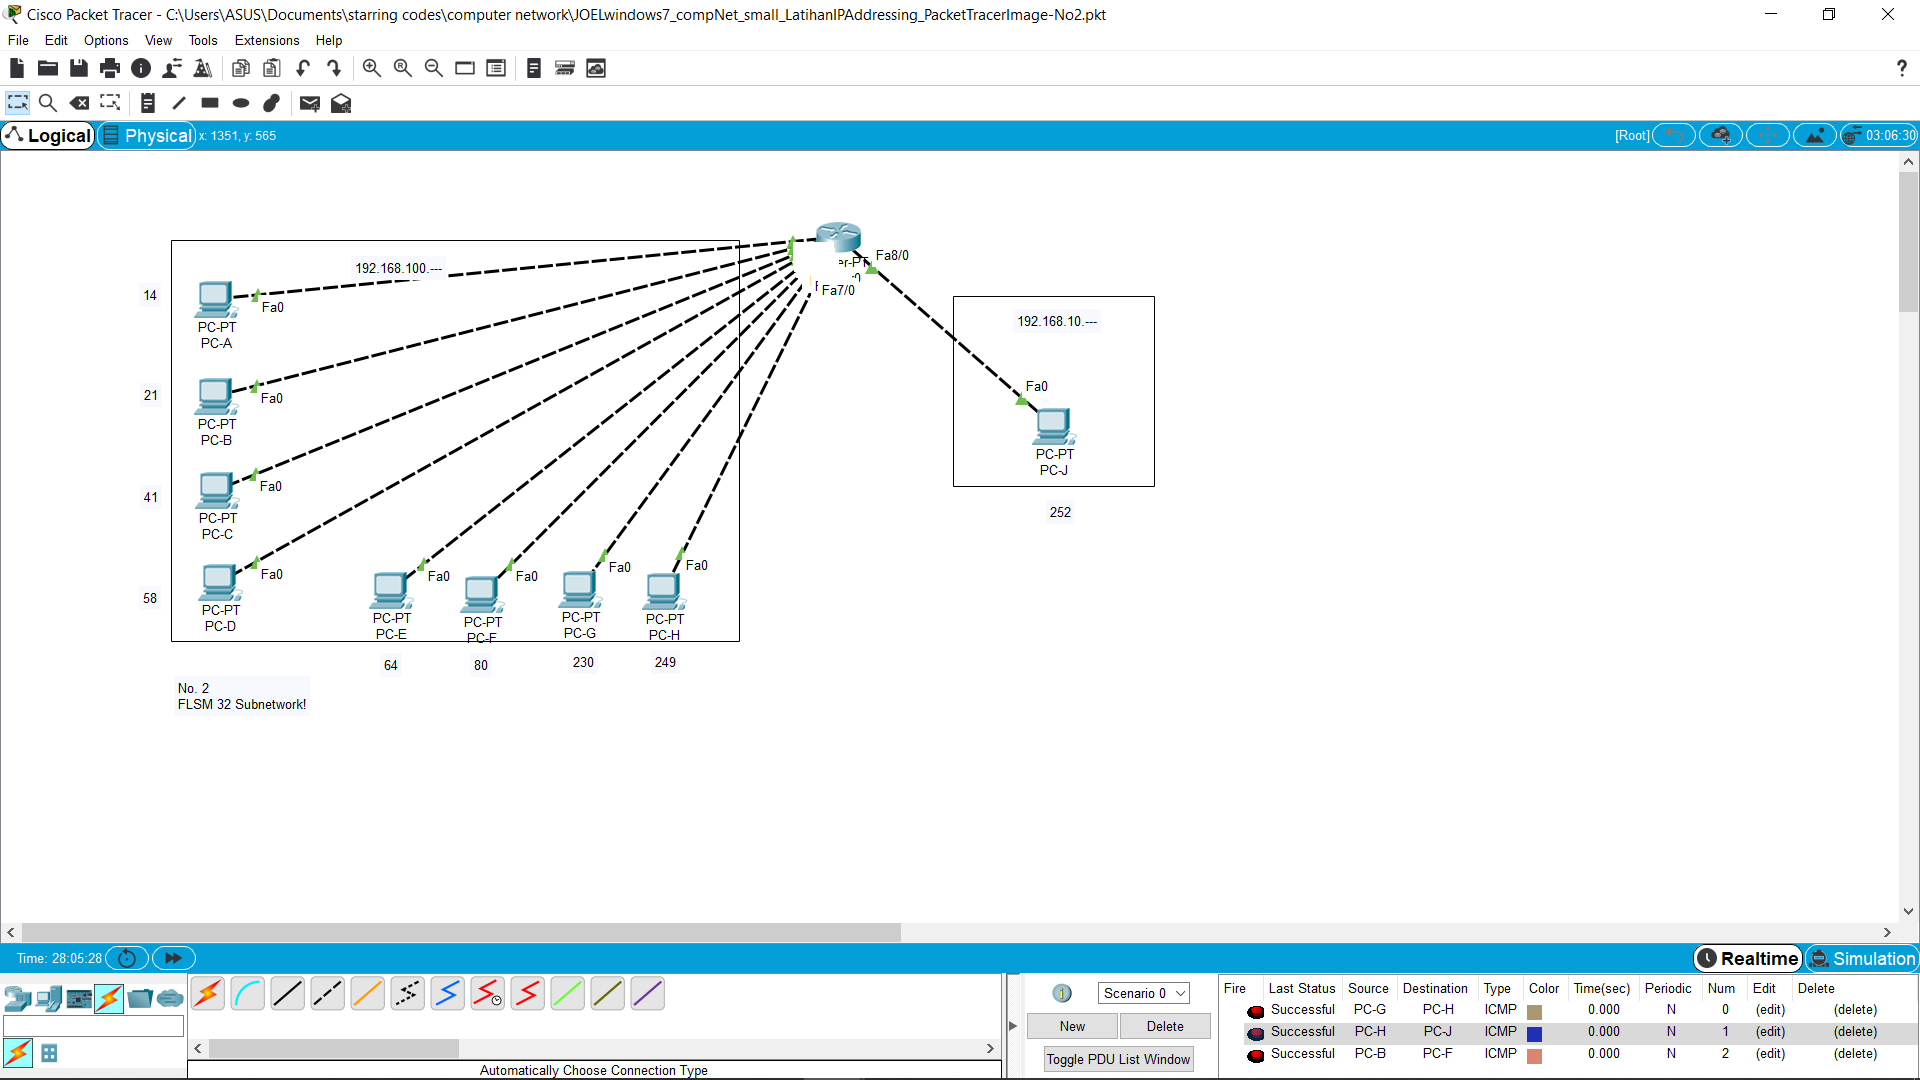 Cisco Packet Tracer - C:\Users\ASUS\Documents\starring codes\computer network\JOELwindows7_compNet_small_LatihanIPAddressing_PacketTracerImage-No2.pkt
File Edit Options View Tools Extensions Help
Logical Physical x: 1351, y: 565 [Root] 03:06:30
Fa8/0
er-PT
Fa7/0
192.168.100.---
14
Fa0
PC-PT
PC-A
192.168.10.---
21
Fa0
PC-PT
PC-B
Fa0
PC-PT
PC-J
41
Fa0
PC-PT
PC-C
252
58
Fa0
PC-PT
PC-D
Fa0
PC-PT
PC-E
Fa0
PC-PT
PC-F
Fa0
PC-PT
PC-G
Fa0
PC-PT
PC-H
64 80 230 249
No. 2
FLSM 32 Subnetwork!
Time: 28:05:28 Realtime Simulation
Scenario 0
New Delete
Toggle PDU List Window
Automatically Choose Connection Type
Fire Last Status Source Destination Type Color Time(sec) Periodic Num Edit Delete
Successful PC-G PC-H ICMP 0.000 N 0 (edit) (delete)
Successful PC-H PC-J ICMP 0.000 N 1 (edit) (delete)
Successful PC-B PC-F ICMP 0.000 N 2 (edit) (delete)